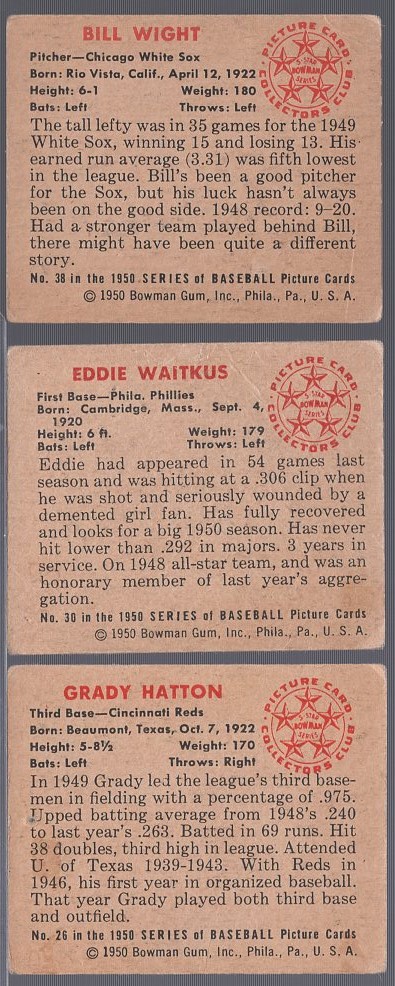 BILL WIGHT
PICTURE CARD
COLLECTORS CLUB
5-STAR
BOWMAN
SERIES
Pitcher—Chicago White Sox
Born: Rio Vista, Calif., April 12, 1922
Height: 6-1 Weight: 180
Bats: Left Throws: Left
The tall lefty was in 35 games for the 1949
White Sox, winning 15 and losing 13. His
earned run average (3.31) was fifth lowest
in the league. Bill's been a good pitcher
for the Sox, but his luck hasn't always
been on the good side. 1948 record: 9–20.
Had a stronger team played behind Bill,
there might have been quite a different
story.
No. 38 in the 1950 SERIES of BASEBALL Picture Cards
© 1950 Bowman Gum, Inc., Phila., Pa., U. S. A.
EDDIE WAITKUS
PICTURE CARD
COLLECTORS CLUB
5-STAR
BOWMAN
SERIES
First Base—Phila. Phillies
Born: Cambridge, Mass., Sept. 4,
1920
Height: 6 ft. Weight: 179
Bats: Left Throws: Left
Eddie had appeared in 54 games last
season and was hitting at a .306 clip when
he was shot and seriously wounded by a
demented girl fan. Has fully recovered
and looks for a big 1950 season. Has never
hit lower than .292 in majors. 3 years in
service. On 1948 all-star team, and was an
honorary member of last year's aggre-
gation.
No. 30 in the 1950 SERIES of BASEBALL Picture Cards
© 1950 Bowman Gum, Inc., Phila., Pa., U. S. A.
GRADY HATTON
PICTURE CARD
COLLECTORS CLUB
5-STAR
BOWMAN
SERIES
Third Base—Cincinnati Reds
Born: Beaumont, Texas, Oct. 7, 1922
Height: 5-8½ Weight: 170
Bats: Left Throws: Right
In 1949 Grady led the league's third base-
men in fielding with a percentage of .975.
Upped batting average from 1948's .240
to last year's .263. Batted in 69 runs. Hit
38 doubles, third high in league. Attended
U. of Texas 1939-1943. With Reds in
1946, his first year in organized baseball.
That year Grady played both third base
and outfield.
No. 26 in the 1950 SERIES of BASEBALL Picture Cards
© 1950 Bowman Gum, Inc., Phila., Pa., U. S. A.